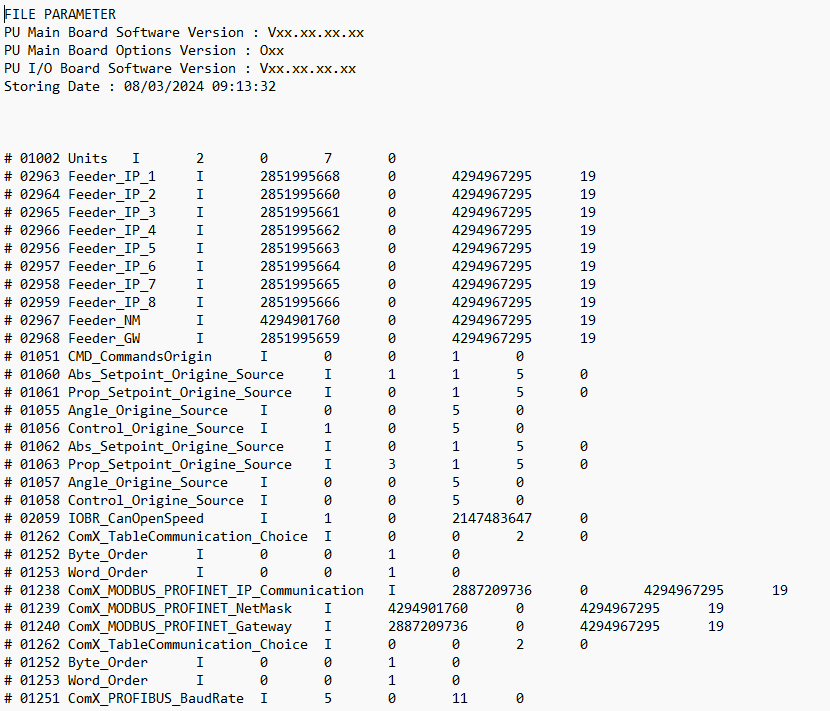 FILE PARAMETER
PU Main Board Software Version : Vxx.xx.xx.xx
PU Main Board Options Version : Oxx
PU I/O Board Software Version : Vxx.xx.xx.xx
Storing Date : 08/03/2024 09:13:32
# 01002 Units I 2 0 7 0
# 02963 Feeder_IP_1 I 2851995668 0 4294967295 19
# 02964 Feeder_IP_2 I 2851995660 0 4294967295 19
# 02965 Feeder_IP_3 I 2851995661 0 4294967295 19
# 02966 Feeder_IP_4 I 2851995662 0 4294967295 19
# 02956 Feeder_IP_5 I 2851995663 0 4294967295 19
# 02957 Feeder_IP_6 I 2851995664 0 4294967295 19
# 02958 Feeder_IP_7 I 2851995665 0 4294967295 19
# 02959 Feeder_IP_8 I 2851995666 0 4294967295 19
# 02967 Feeder_NM I 4294901760 0 4294967295 19
# 02968 Feeder_GW I 2851995659 0 4294967295 19
# 01051 CMD_CommandsOrigin I 0 0 1 0
# 01060 Abs_Setpoint_Origine_Source I 1 1 5 0
# 01061 Prop_Setpoint_Origine_Source I 0 1 5 0
# 01055 Angle_Origine_Source I 0 0 5 0
# 01056 Control_Origine_Source I 1 0 5 0
# 01062 Abs_Setpoint_Origine_Source I 0 1 5 0
# 01063 Prop_Setpoint_Origine_Source I 3 1 5 0
# 01057 Angle_Origine_Source I 0 0 5 0
# 01058 Control_Origine_Source I 0 0 5 0
# 02059 IOBR_CanOpenSpeed I 1 0 2147483647 0
# 01262 ComX_TableCommunication_Choice I 0 0 2 0
# 01252 Byte_Order I 0 0 1 0
# 01253 Word_Order I 0 0 1 0
# 01238 ComX_MODBUS_PROFINET_IP_Communication I 2887209736 0 4294967295 19
# 01239 ComX_MODBUS_PROFINET_NetMask I 4294901760 0 4294967295 19
# 01240 ComX_MODBUS_PROFINET_Gateway I 2887209736 0 4294967295 19
# 01262 ComX_TableCommunication_Choice I 0 0 2 0
# 01252 Byte_Order I 0 0 1 0
# 01253 Word_Order I 0 0 1 0
# 01251 ComX_PROFIBUS_BaudRate I 5 0 11 0